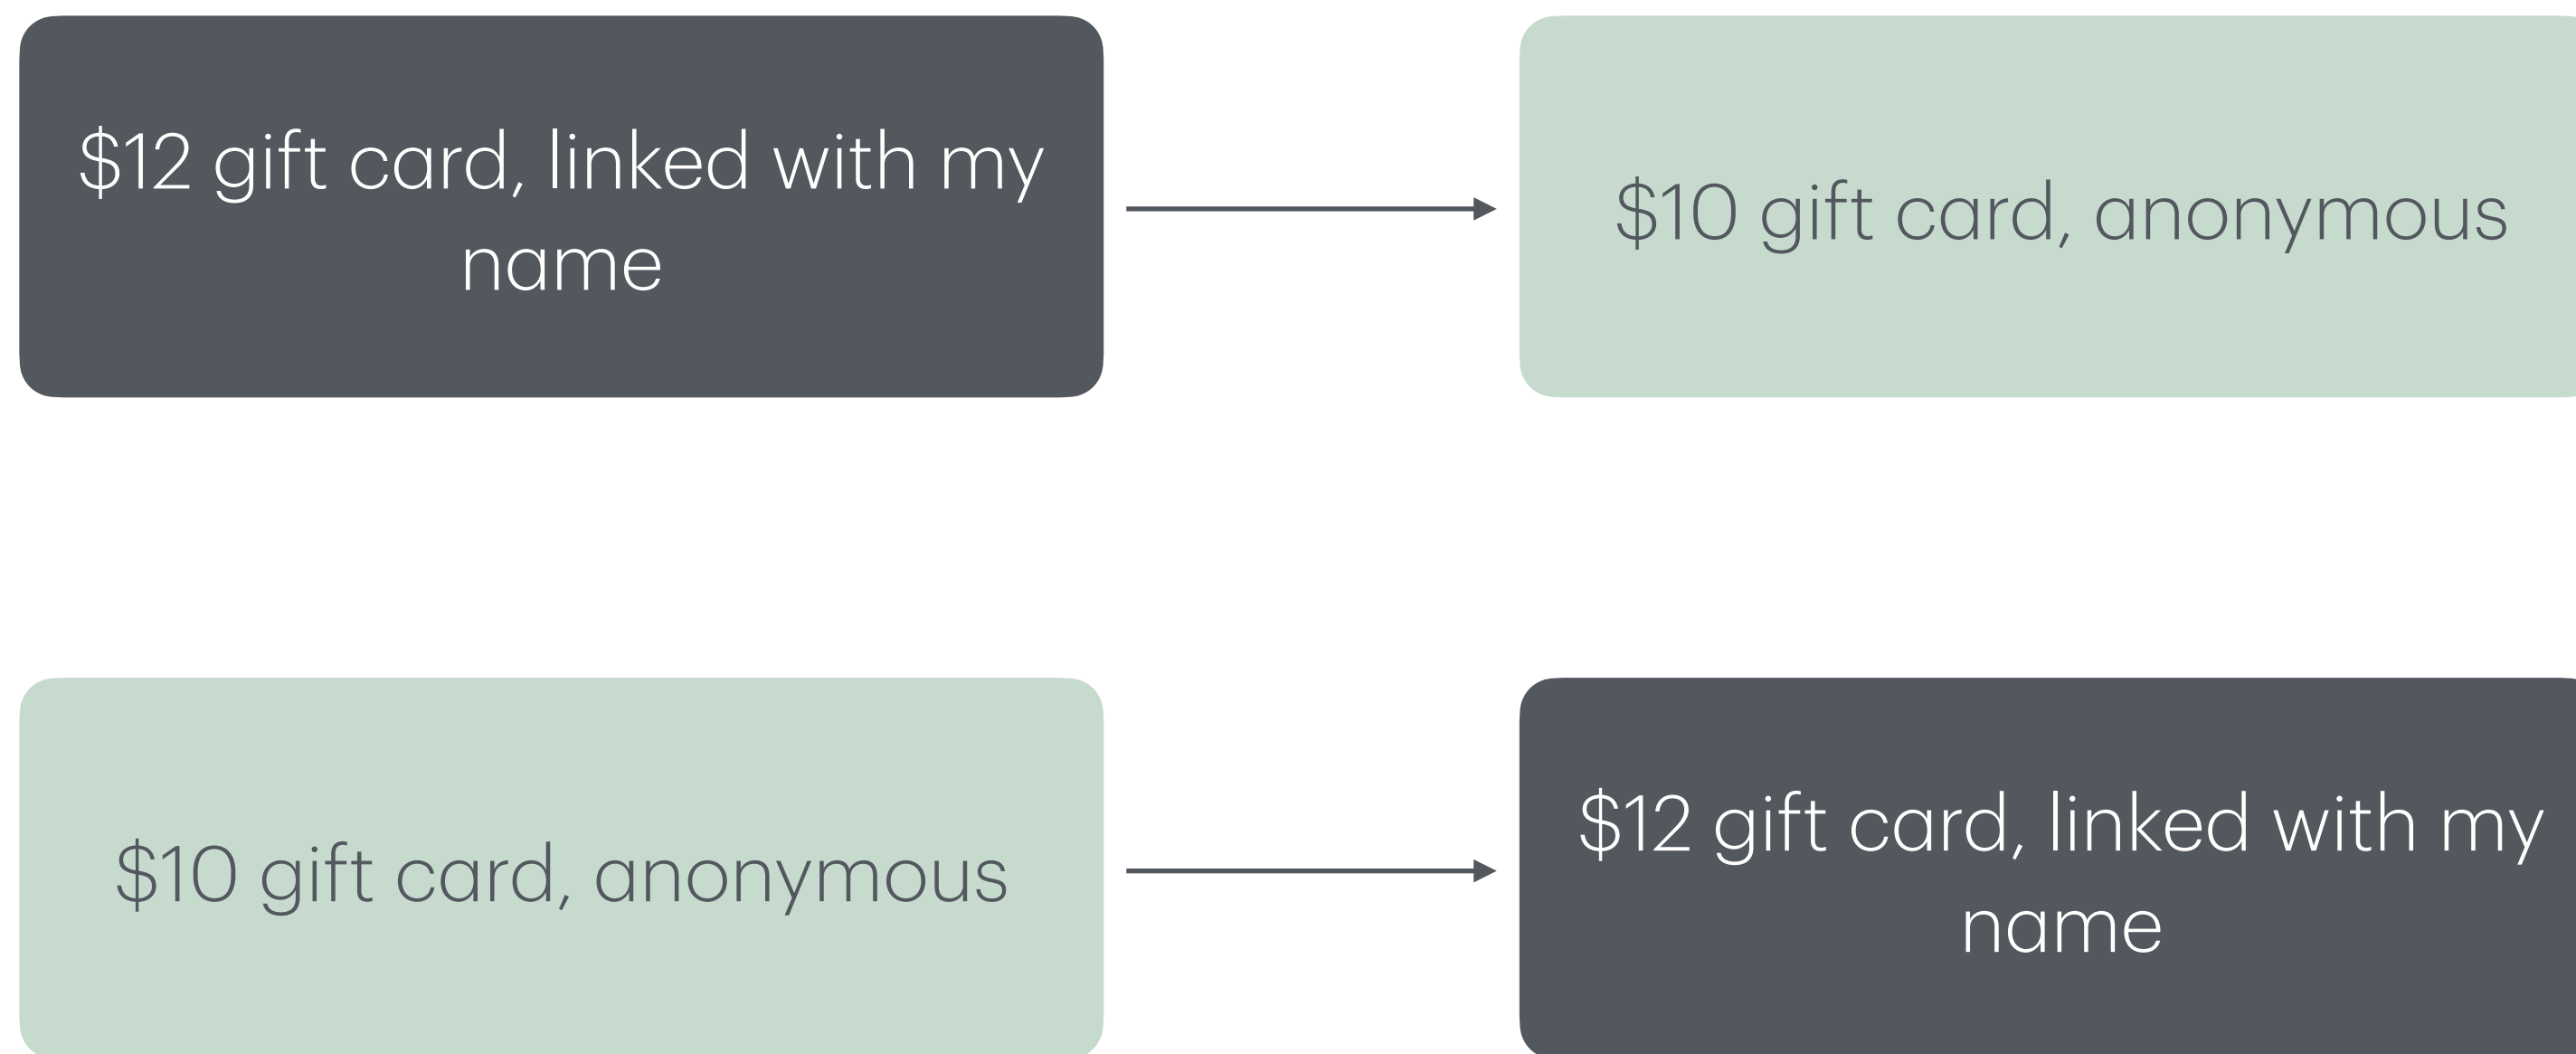 $12 gift card, linked with my
name
$10 gift card, anonymous
$10 gift card, anonymous
$12 gift card, linked with my
name